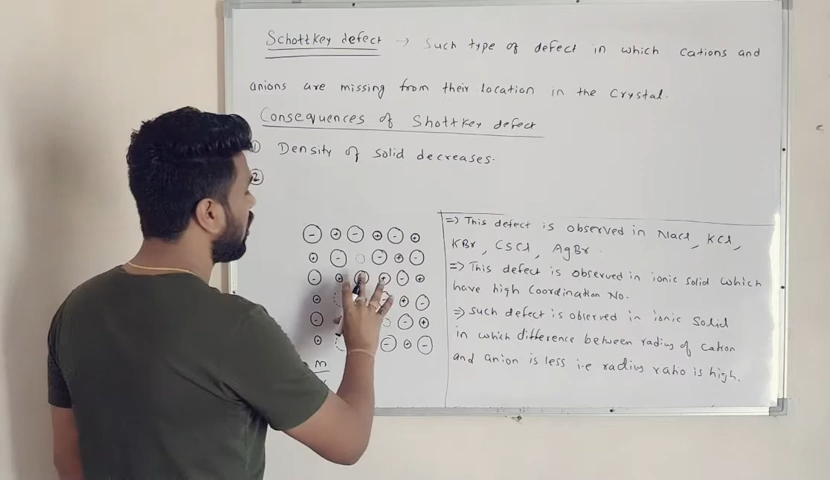 Schottkey defect → Such type of defect in which Cations and
anions are missing from their location in the Crystal.
Consequences of Shottkey defect
① Density of solid decreases.
②
⇒ This defect is observed in Nacl, KCl,
KBr, CSCl, AgBr.
⇒ This defect is observed in ionic solid which
have high Coordination No.
⇒ Such defect is observed in ionic Solid
in which difference between radius of Cation
and anion is less i.e radius ratio is high.
m